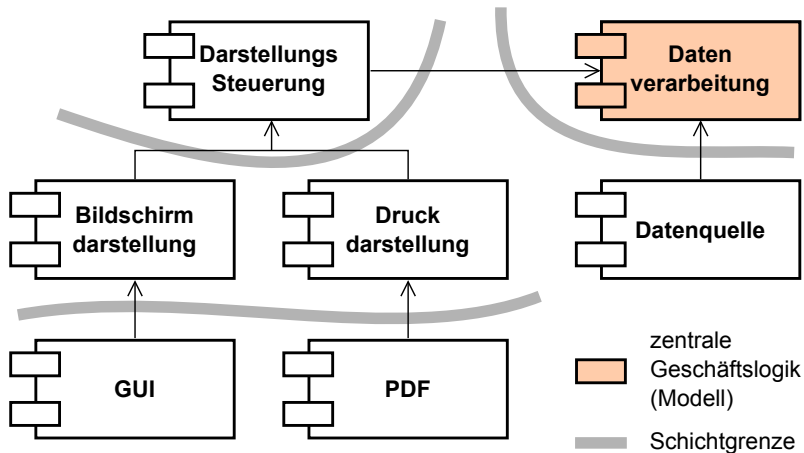 Darstellungs
Steuerung
Daten
verarbeitung
Bildschirm
darstellung
Druck
darstellung
Datenquelle
GUI
PDF
zentrale
Geschäftslogik
(Modell)
Schichtgrenze